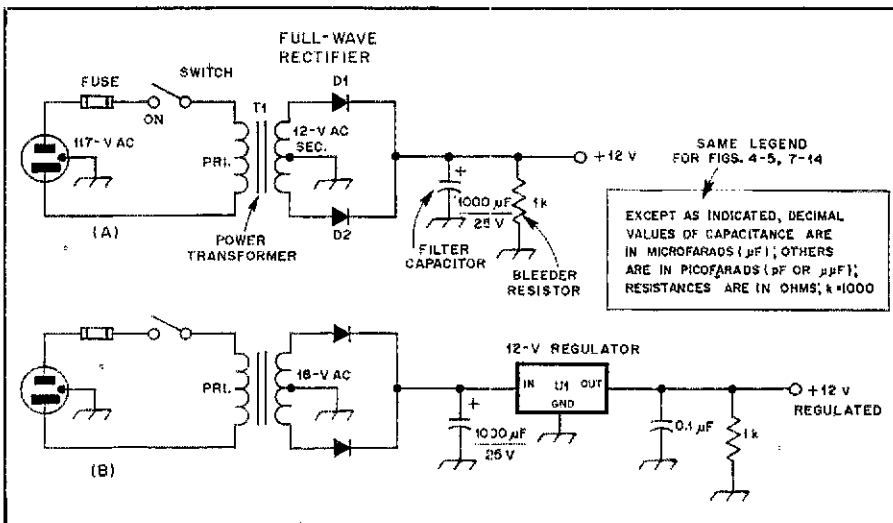 FULL-WAVE
RECTIFIER
FUSE
SWITCH
ON
T1
D1
117-V AC
PRI.
12-V AC
SEC.
+12 V
SAME LEGEND
FOR FIGS. 4-5, 7-14
+
1000 µF
25 V
1k
(A)
POWER
TRANSFORMER
D2
FILTER
CAPACITOR
BLEEDER
RESISTOR
EXCEPT AS INDICATED, DECIMAL
VALUES OF CAPACITANCE ARE
IN MICROFARADS (µF); OTHERS
ARE IN PICOFARADS (pF OR µµF);
RESISTANCES ARE IN OHMS; k=1000
12-V REGULATOR
PRI.
16-V AC
IN
U1
OUT
GND
+12 V
REGULATED
+
1000 µF
25 V
0.1 µF
1k
(B)